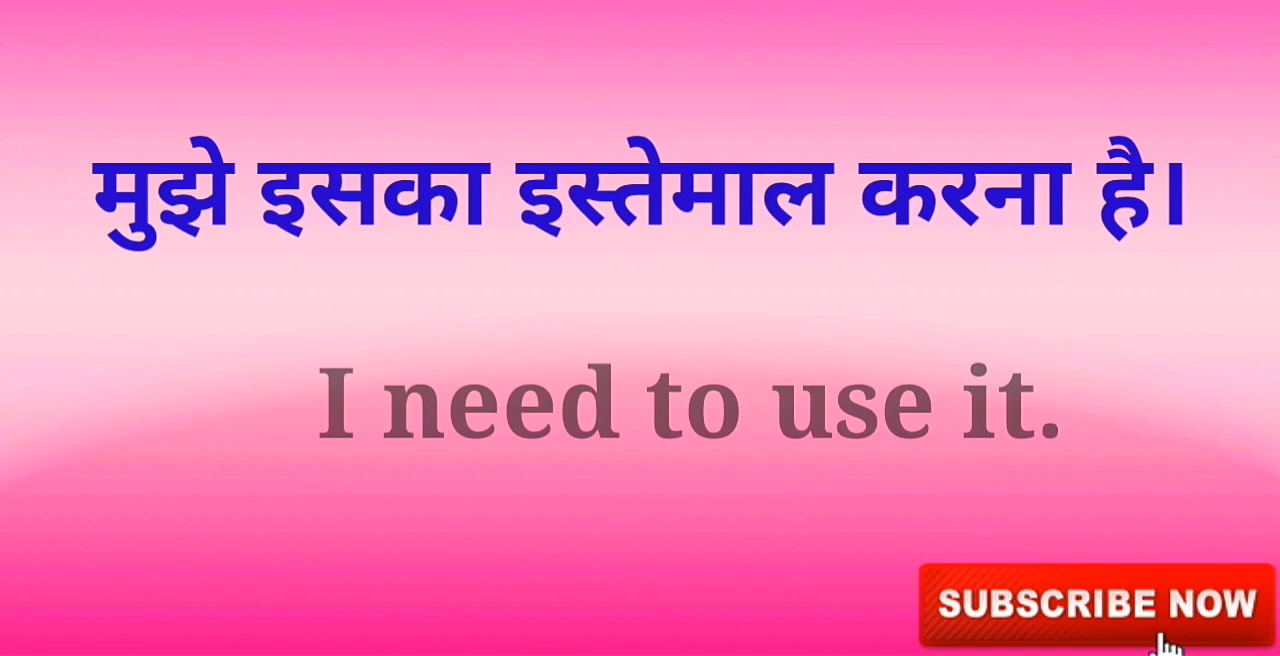 मुझे इसका इस्तेमाल करना है।
I need to use it.
SUBSCRIBE NOW